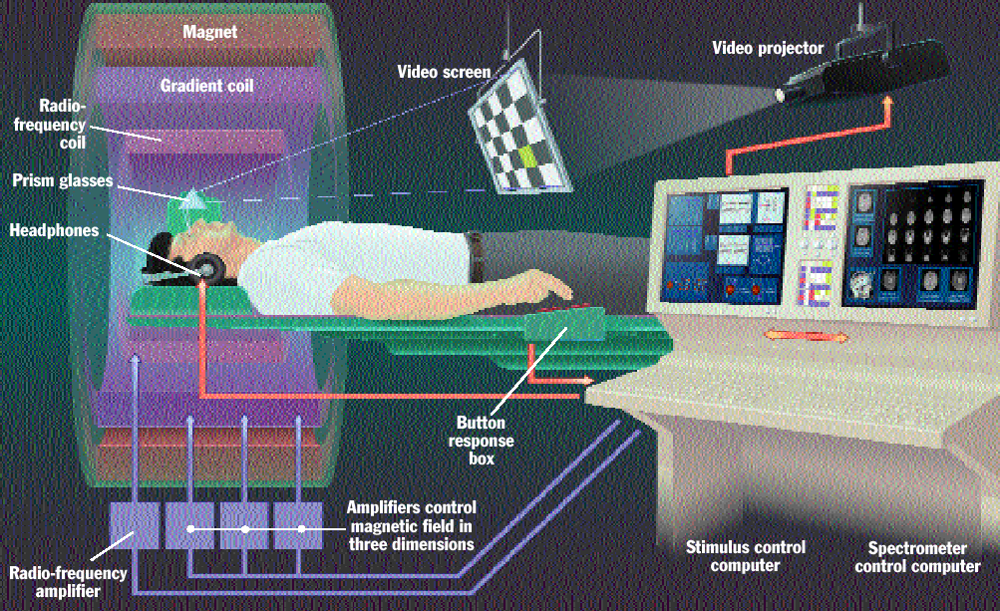 Magnet
Gradient coil
Radio-
frequency
coil
Prism glasses
Headphones
Video screen
Video projector
Button
response
box
Amplifiers control
magnetic field in
three dimensions
Radio-frequency
amplifier
Stimulus control
computer
Spectrometer
control computer